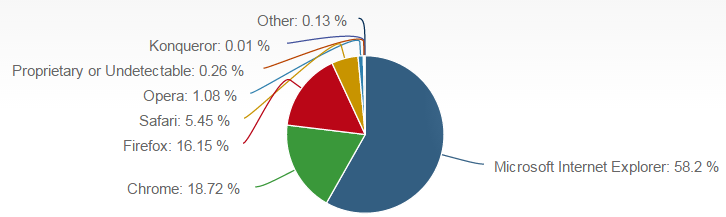 Other: 0.13 %
Konqueror: 0.01 %
Proprietary or Undetectable: 0.26 %
Opera: 1.08 %
Safari: 5.45 %
Firefox: 16.15 %
Microsoft Internet Explorer: 58.2 %
Chrome: 18.72 %